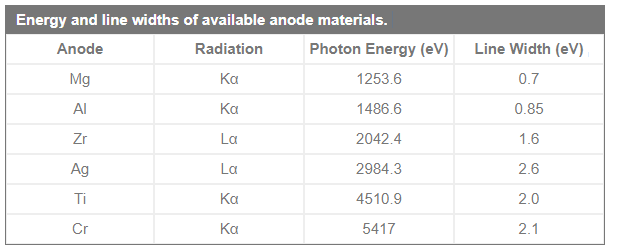 Energy and line widths of available anode materials.
Anode Radiation Photon Energy (eV) Line Width (eV)
Mg Kα 1253.6 0.7
Al Kα 1486.6 0.85
Zr Lα 2042.4 1.6
Ag Lα 2984.3 2.6
Ti Kα 4510.9 2.0
Cr Kα 5417 2.1